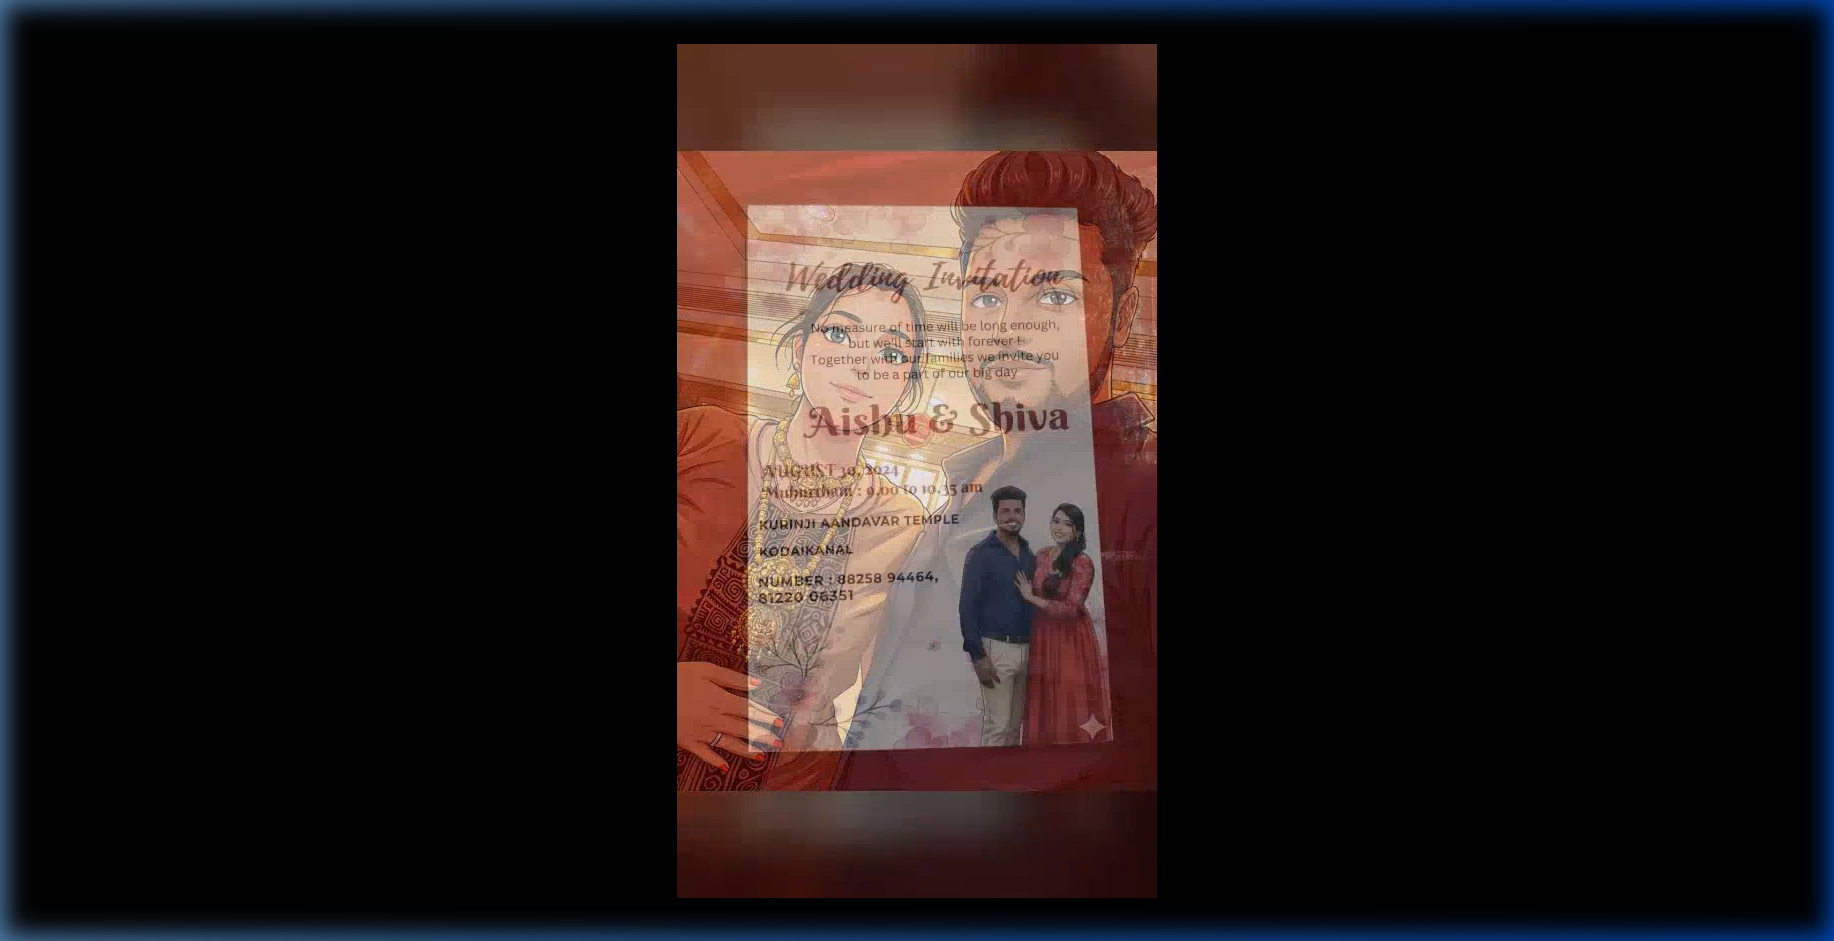 Wedding Invitation
No measure of time will be long enough,
but we'll start with forever !
Together with our families we invite you
to be a part of our big day
Aishu & Shiva
AUGUST 30, 2024
Muhurtham : 9.00 to 10.35 am
KURINJI AANDAVAR TEMPLE
KODAIKANAL
NUMBER : 88258 94464,
81220 06351